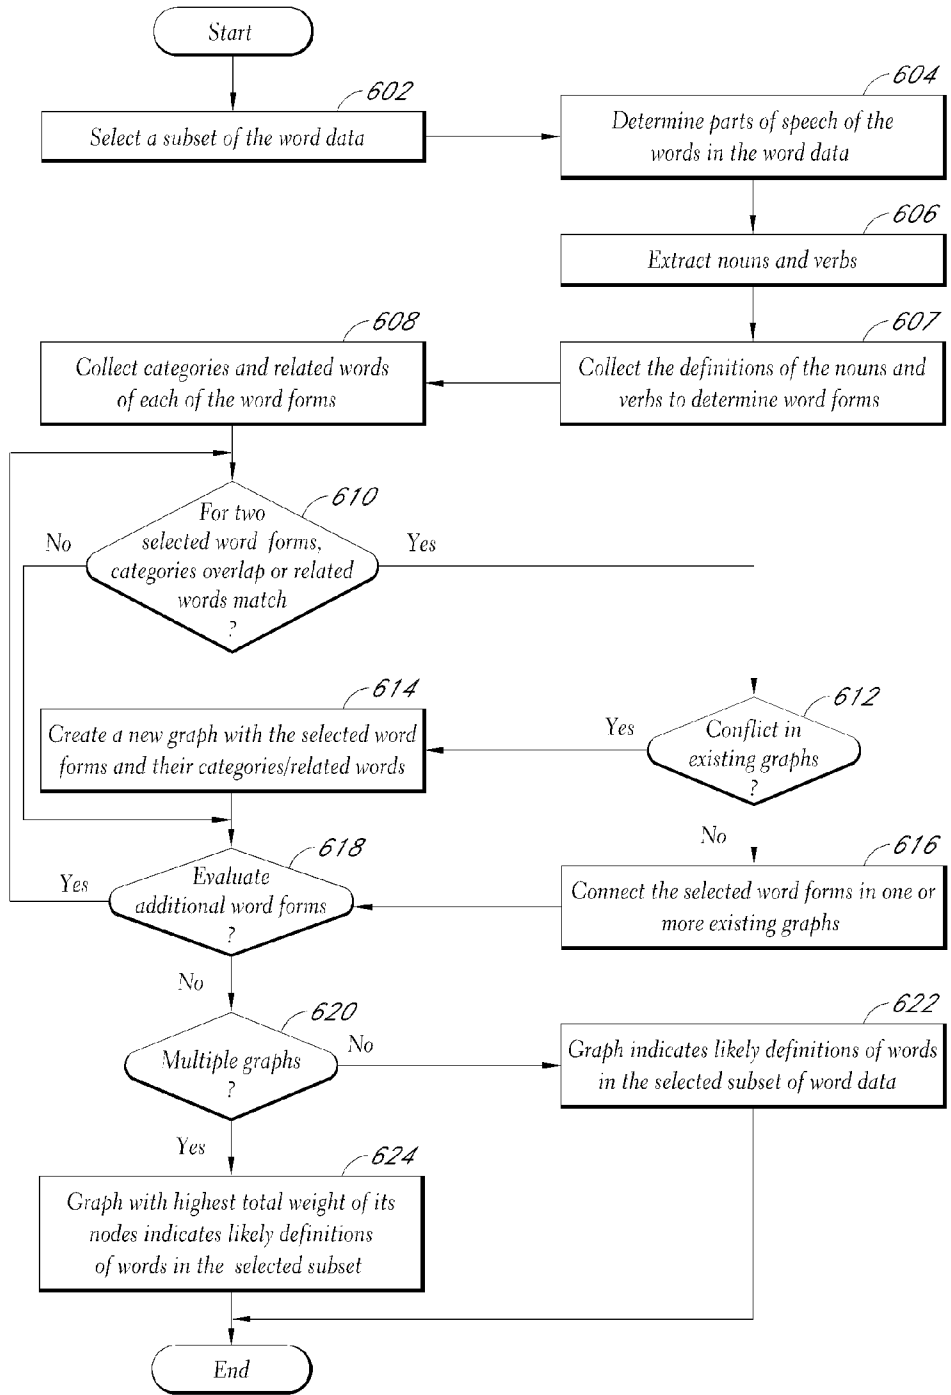 Start
602
Select a subset of the word data
604
Determine parts of speech of the
words in the word data
606
Extract nouns and verbs
607
Collect the definitions of the nouns and
verbs to determine word forms
608
Collect categories and related words
of each of the word forms
610
For two
selected word forms,
categories overlap or related
words match
?
No
Yes
612
Conflict in
existing graphs
?
Yes
No
614
Create a new graph with the selected word
forms and their categories/related words
616
Connect the selected word forms in one or
more existing graphs
618
Evaluate
additional word forms
?
Yes
No
620
Multiple graphs
?
No
Yes
622
Graph indicates likely definitions of words
in the selected subset of word data
624
Graph with highest total weight of its
nodes indicates likely definitions
of words in the selected subset
End